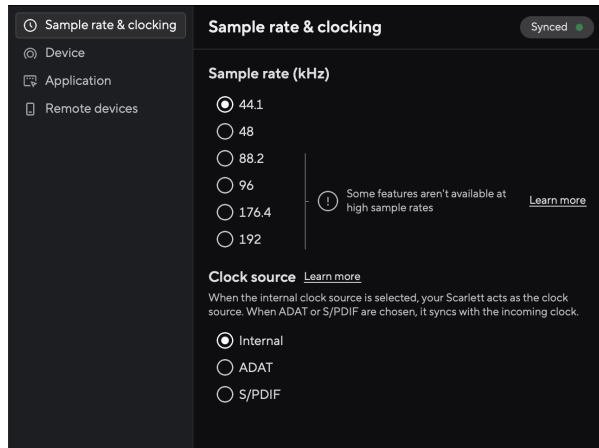 Sample rate & clocking
Device
Application
Remote devices
Sample rate & clocking
Synced
Sample rate (kHz)
44.1
48
88.2
96
176.4
192
Some features aren't available at
high sample rates
Learn more
Clock source Learn more
When the internal clock source is selected, your Scarlett acts as the clock
source. When ADAT or S/PDIF are chosen, it syncs with the incoming clock.
Internal
ADAT
S/PDIF